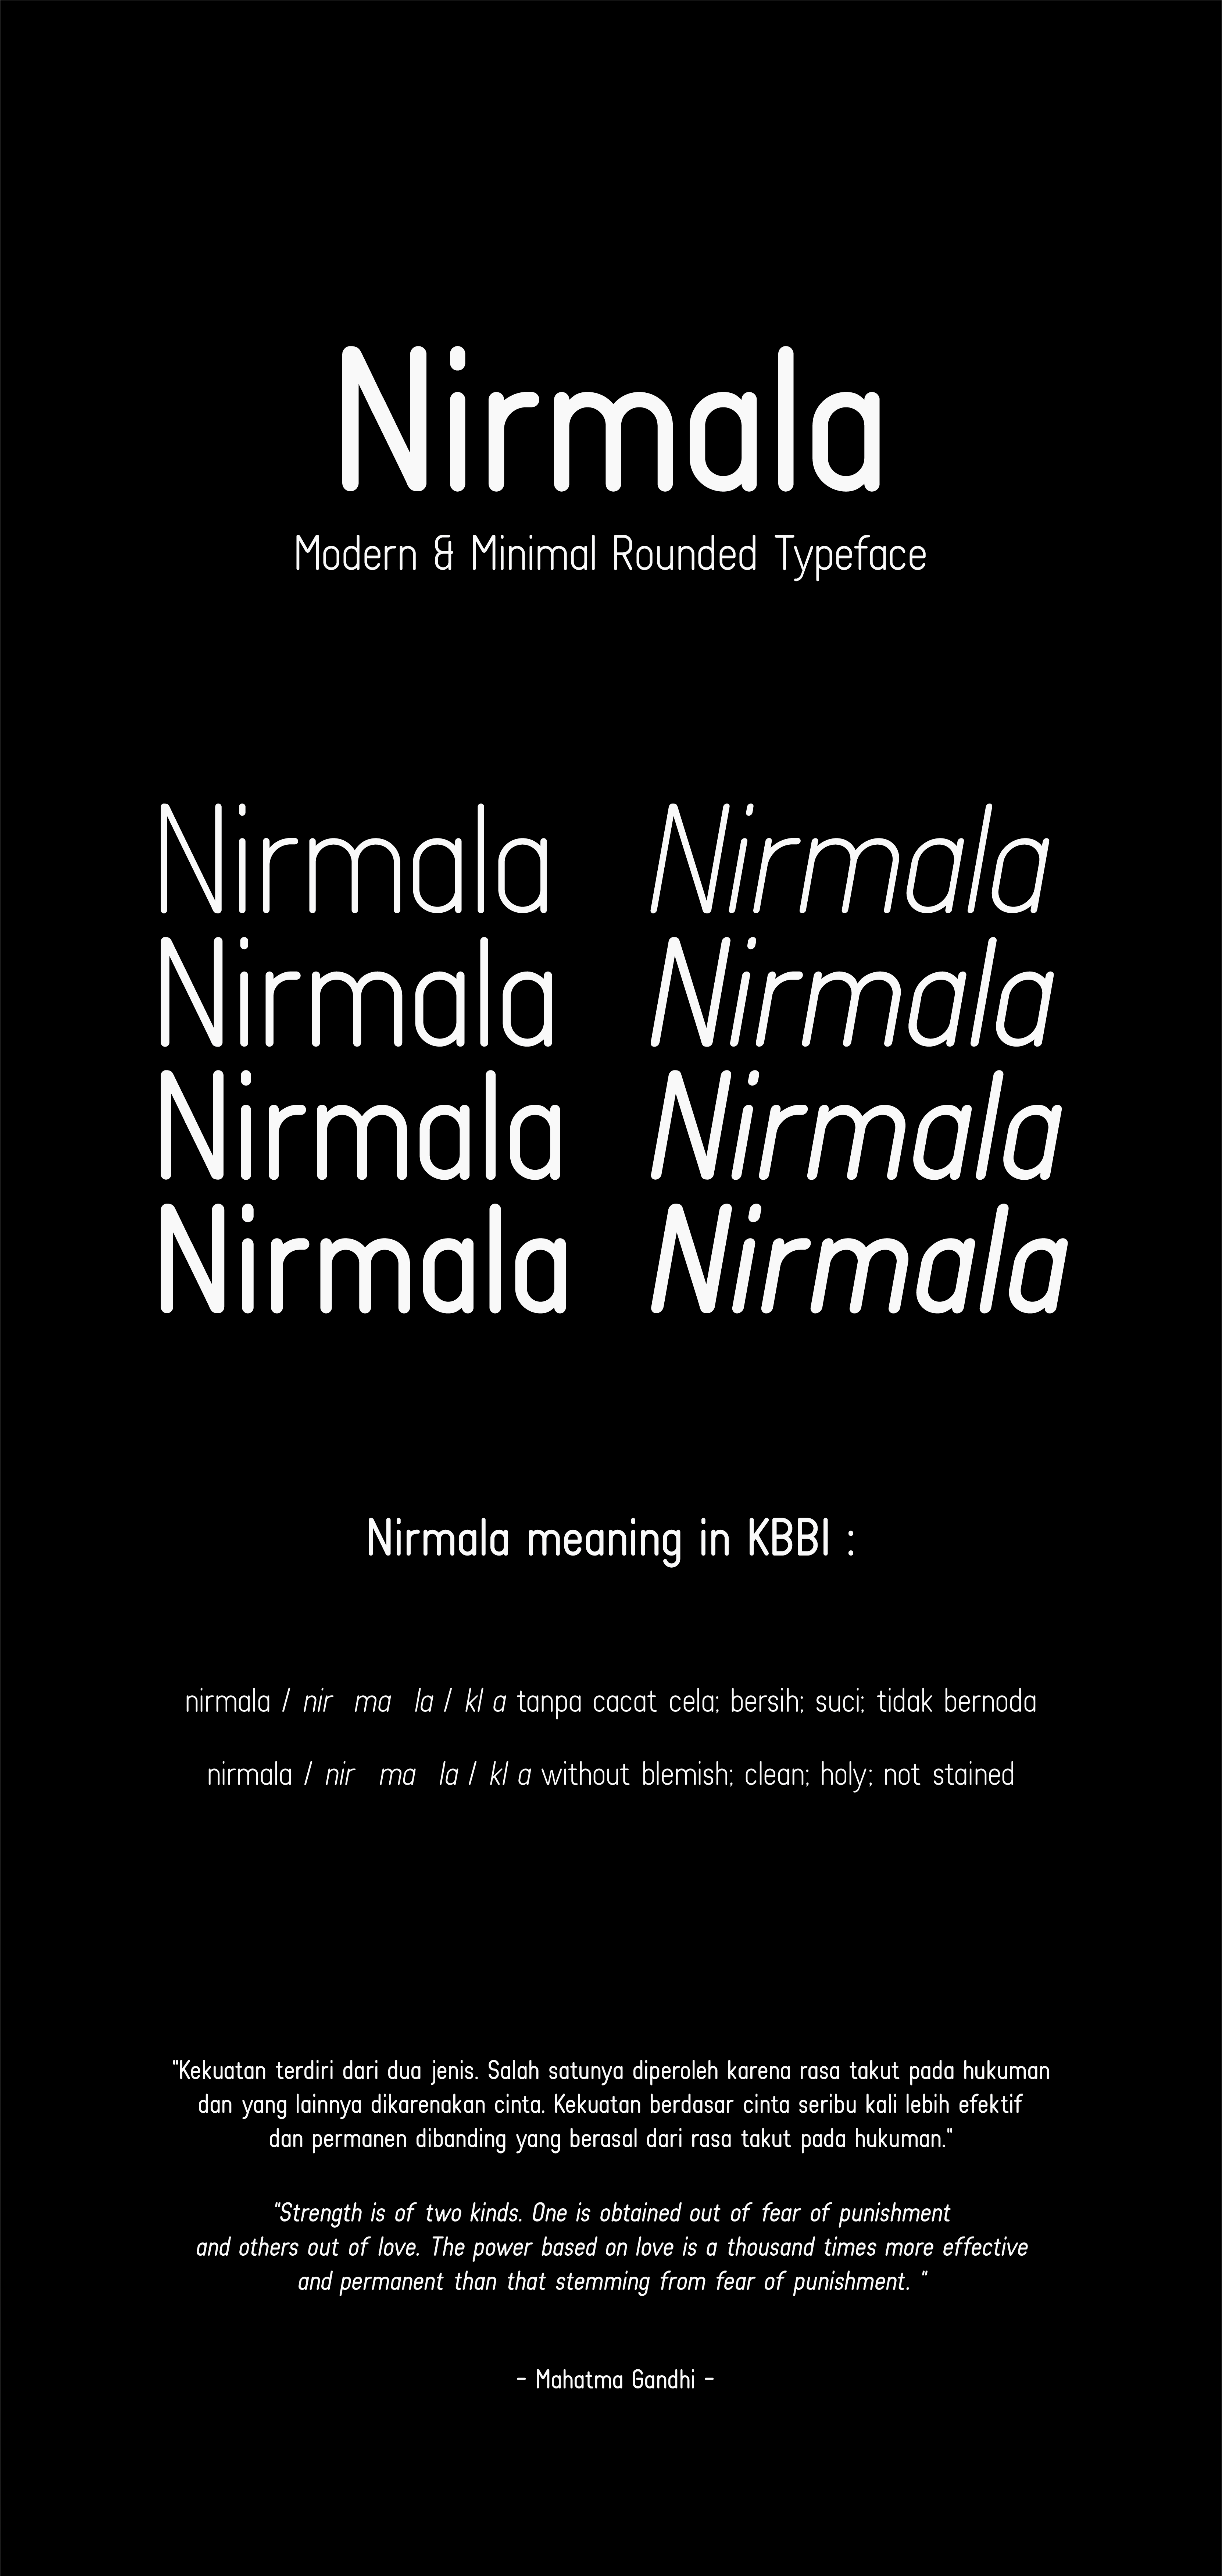 Nirmala
Modern & Minimal Rounded Typeface
Nirmala Nirmala
Nirmala Nirmala
Nirmala Nirmala
Nirmala Nirmala
Nirmala meaning in KBBI :
nirmala / nir ma la / kl a tanpa cacat cela; bersih; suci; tidak bernoda
nirmala / nir ma la / kl a without blemish; clean; holy; not stained
"Kekuatan terdiri dari dua jenis. Salah satunya diperoleh karena rasa takut pada hukuman
dan yang lainnya dikarenakan cinta. Kekuatan berdasar cinta seribu kali lebih efektif
dan permanen dibanding yang berasal dari rasa takut pada hukuman."
"Strength is of two kinds. One is obtained out of fear of punishment
and others out of love. The power based on love is a thousand times more effective
and permanent than that stemming from fear of punishment. "
- Mahatma Gandhi -